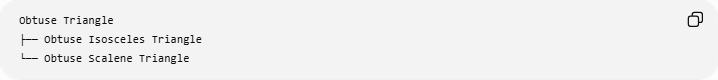 Obtuse Triangle
├── Obtuse Isosceles Triangle
└── Obtuse Scalene Triangle